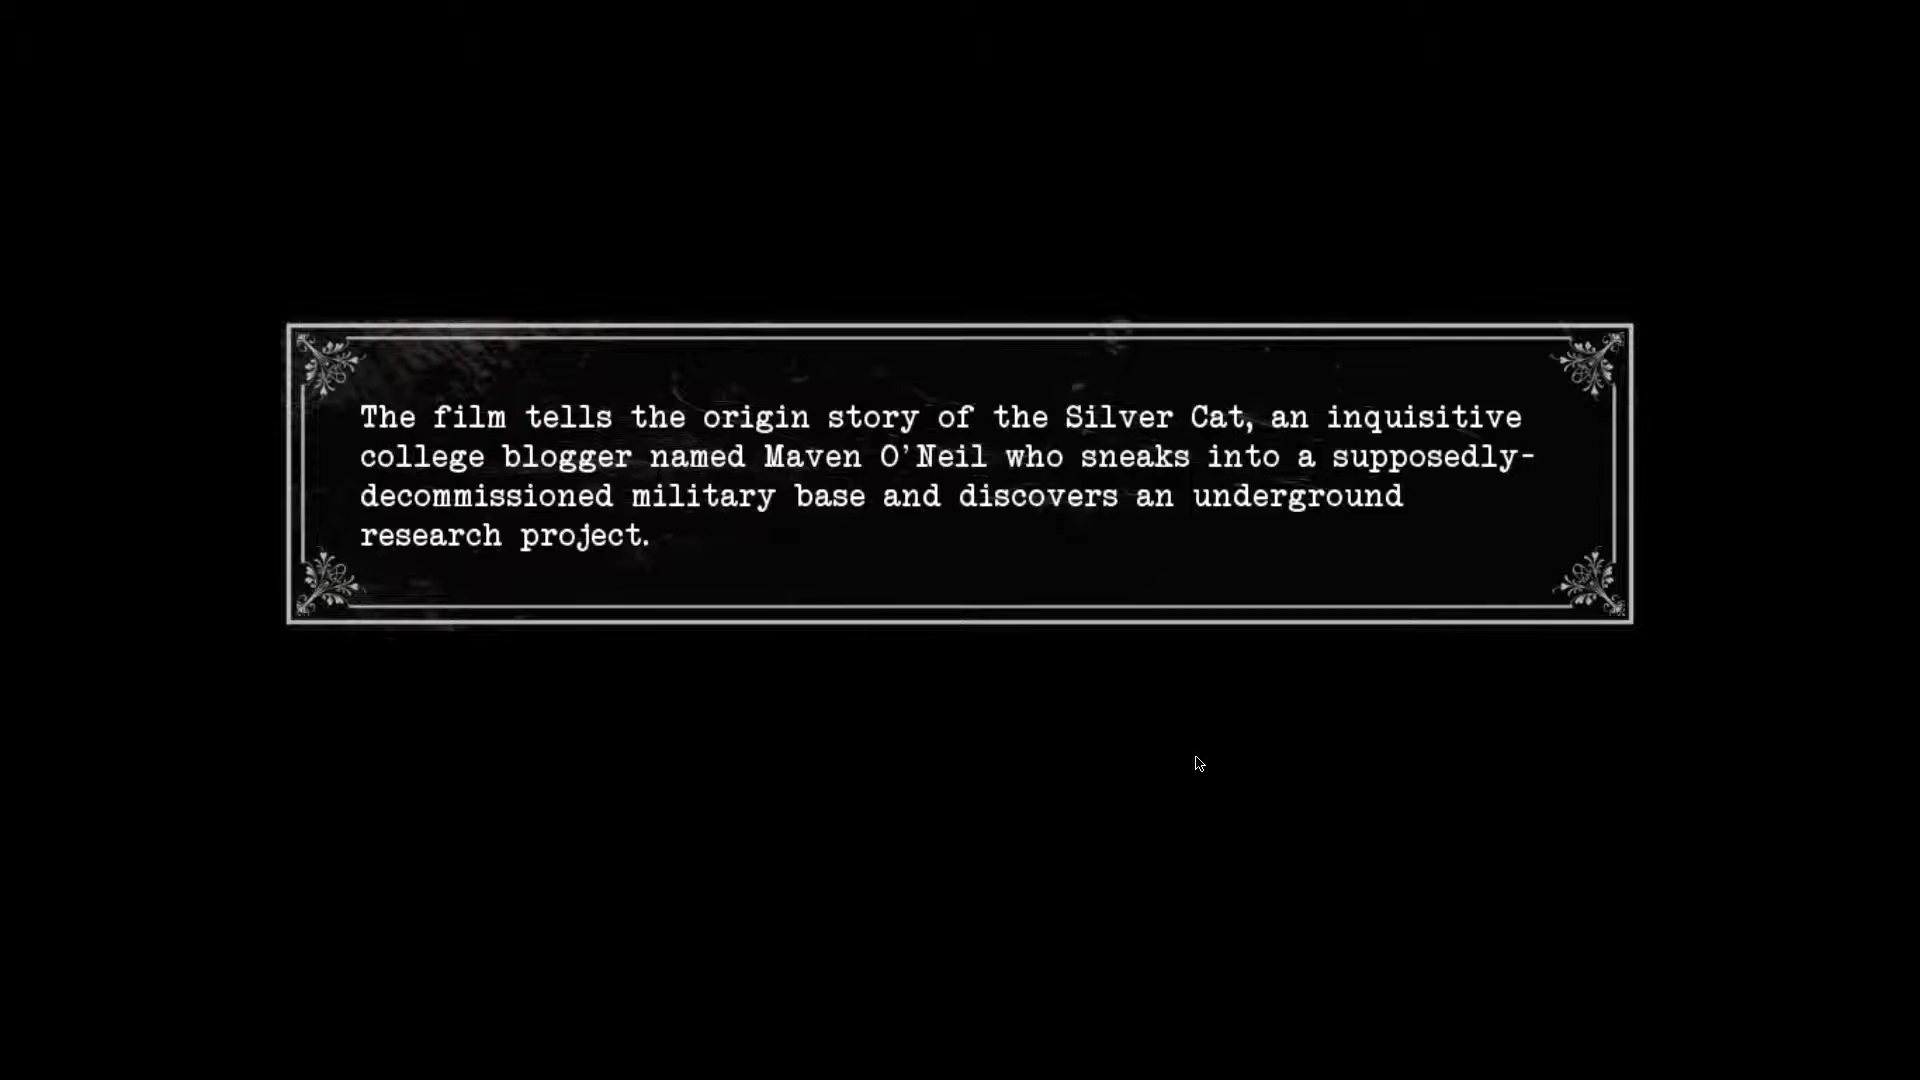 The film tells the origin story of the Silver Cat, an inquisitive
college blogger named Maven O'Neil who sneaks into a supposedly-
decommissioned military base and discovers an underground
research project.